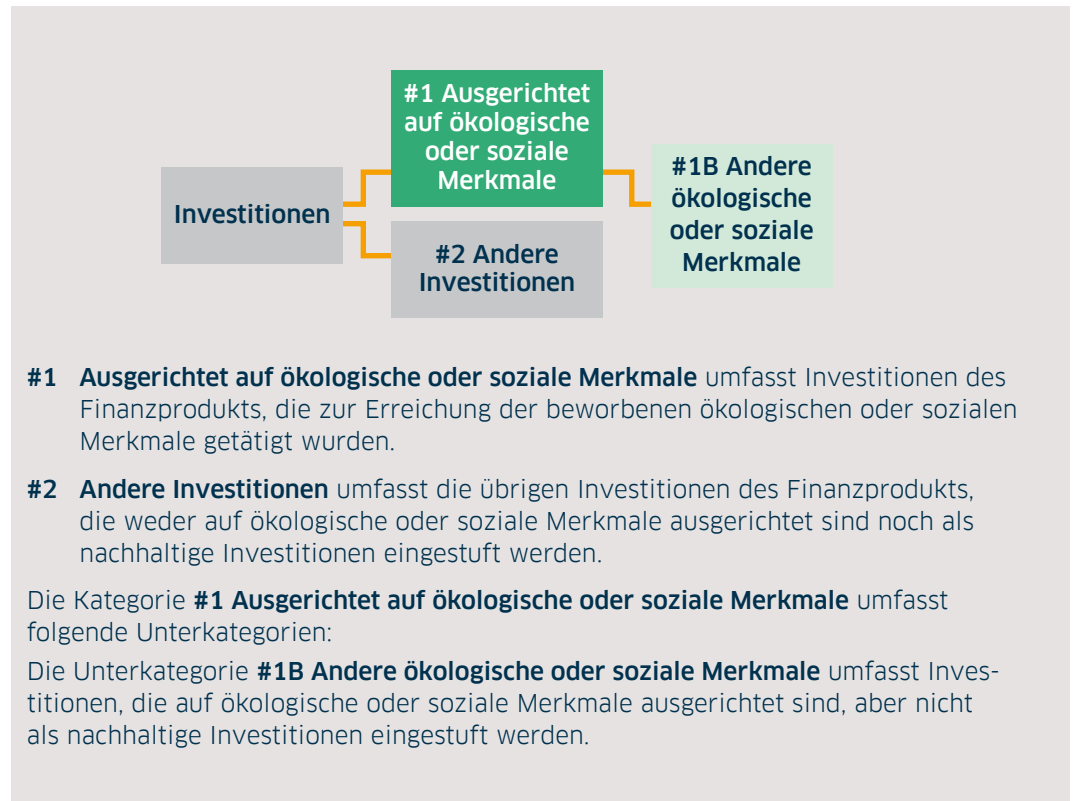 #1 Ausgerichtet
auf ökologische
oder soziale
Merkmale
#1B Andere
ökologische
oder soziale
Merkmale
Investitionen
#2 Andere
Investitionen
#1 Ausgerichtet auf ökologische oder soziale Merkmale umfasst Investitionen des
Finanzprodukts, die zur Erreichung der beworbenen ökologischen oder sozialen
Merkmale getätigt wurden.
#2 Andere Investitionen umfasst die übrigen Investitionen des Finanzprodukts,
die weder auf ökologische oder soziale Merkmale ausgerichtet sind noch als
nachhaltige Investitionen eingestuft werden.
Die Kategorie #1 Ausgerichtet auf ökologische oder soziale Merkmale umfasst
folgende Unterkategorien:
Die Unterkategorie #1B Andere ökologische oder soziale Merkmale umfasst Inves-
titionen, die auf ökologische oder soziale Merkmale ausgerichtet sind, aber nicht
als nachhaltige Investitionen eingestuft werden.